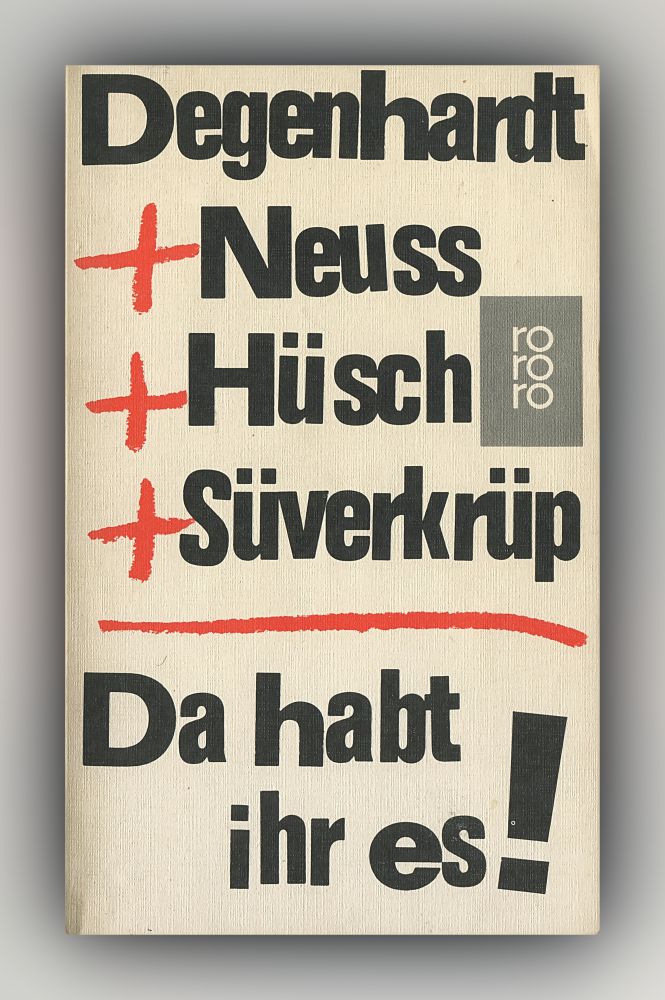 Degenhardt
+Neuss
+Hüsch
ro
ro
ro
+Süverkrüp
Da habt
ihr es!